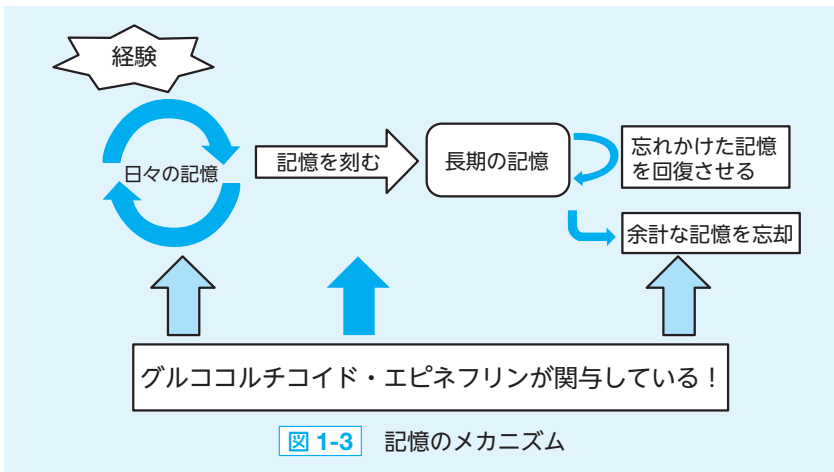 経験
日々の記憶
記憶を刻む
長期の記憶
忘れかけた記憶
を回復させる
余計な記憶を忘却
グルココルチコイド・エピネフリンが関与している！
図 1-3 記憶のメカニズム